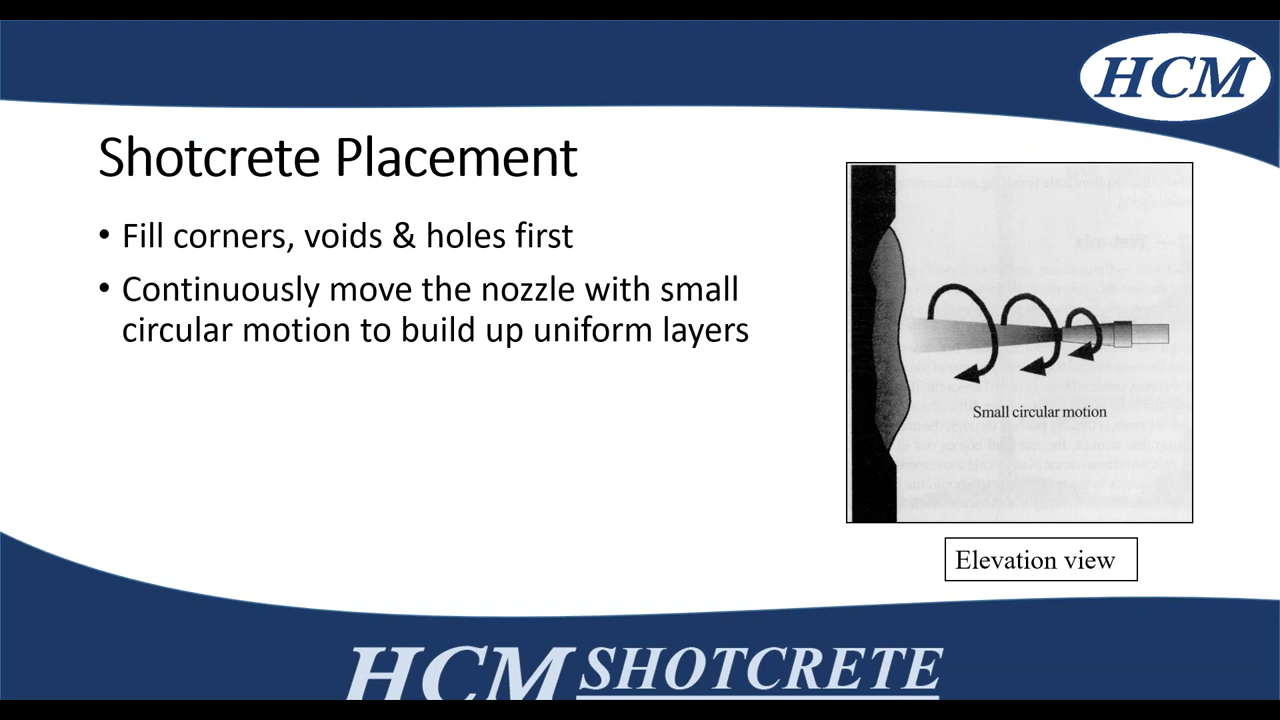 HCM
Shotcrete Placement
• Fill corners, voids & holes first
• Continuously move the nozzle with small
circular motion to build up uniform layers
Small circular motion
Elevation view
HCM SHOTCRETE